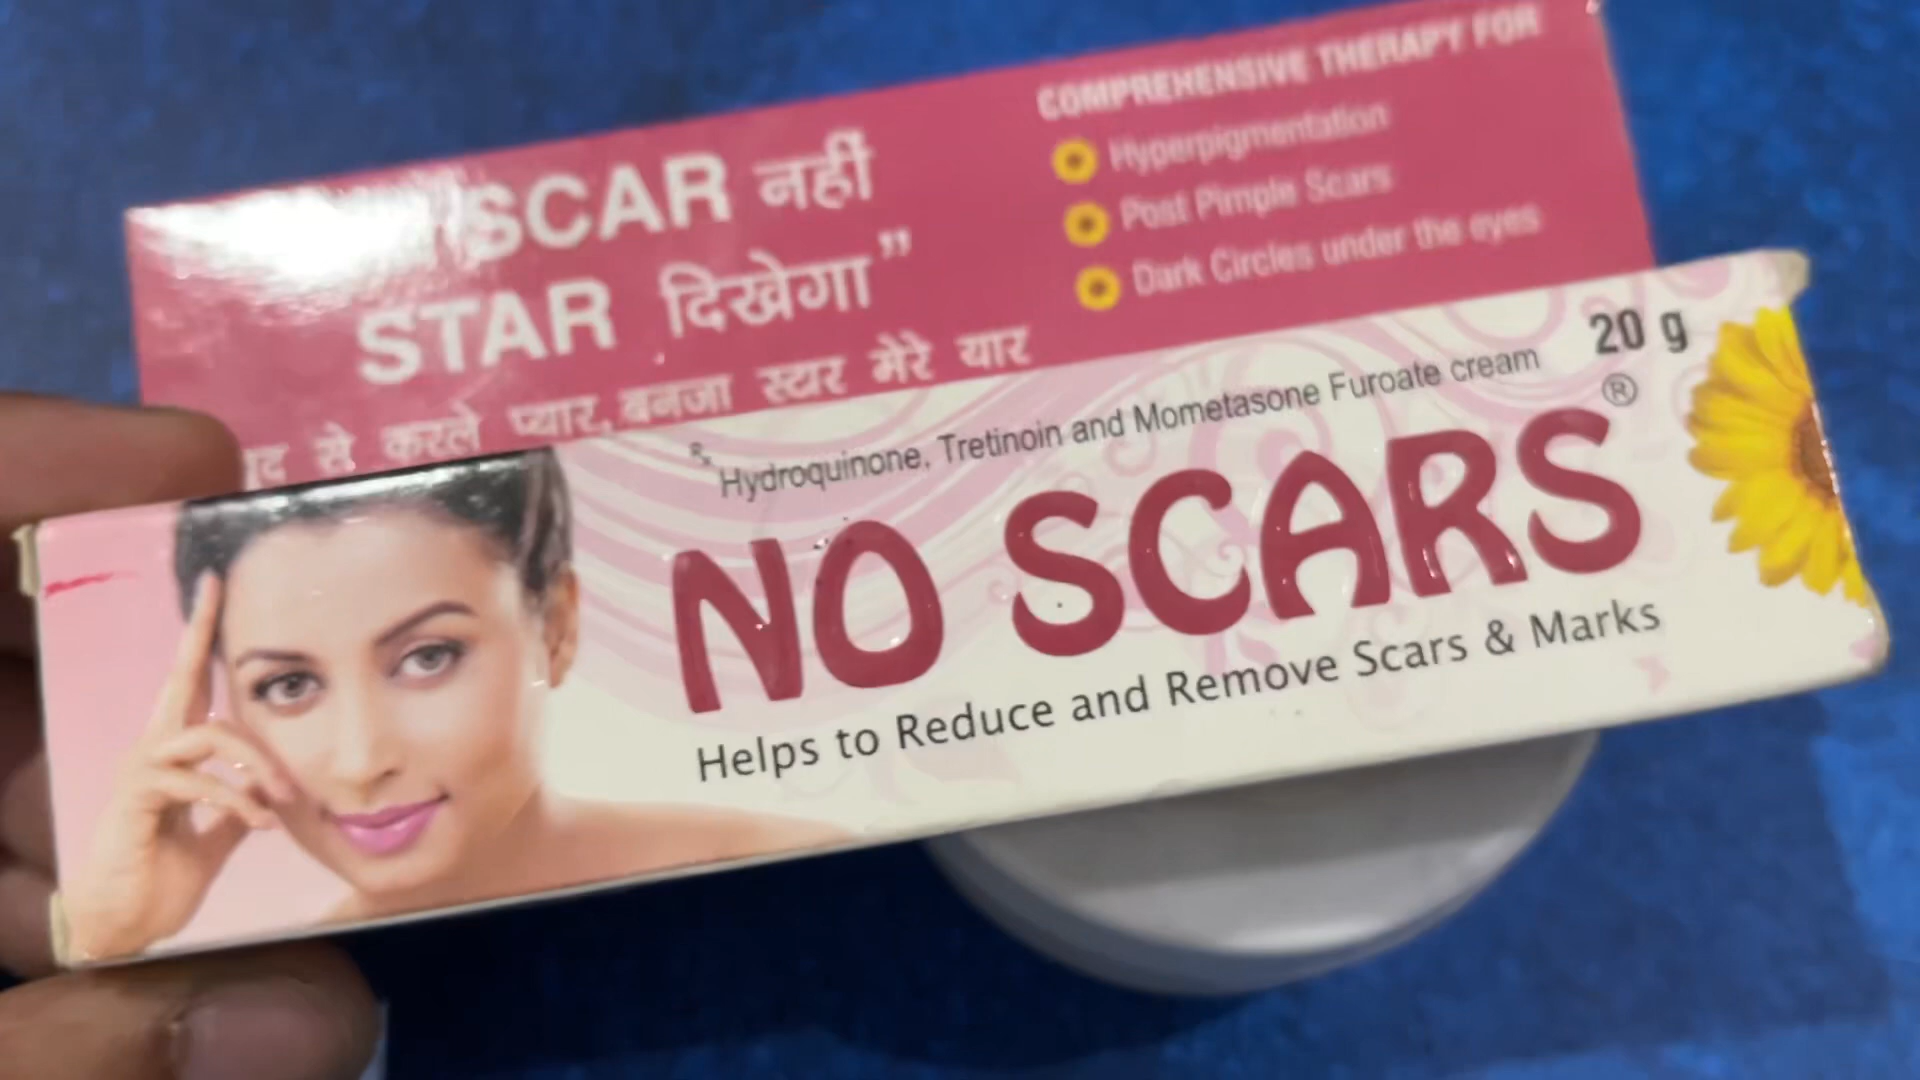 SCAR नहीं
STAR दिखेगा”
से करले प्यार, बनजा स्टार मेरे यार
COMPREHENSIVE THERAPY FOR
Hyperpigmentation
Post Pimple Scars
Dark Circles under the eyes
20 g
Rx Hydroquinone, Tretinoin and Mometasone Furoate cream
NO SCARS®
Helps to Reduce and Remove Scars & Marks